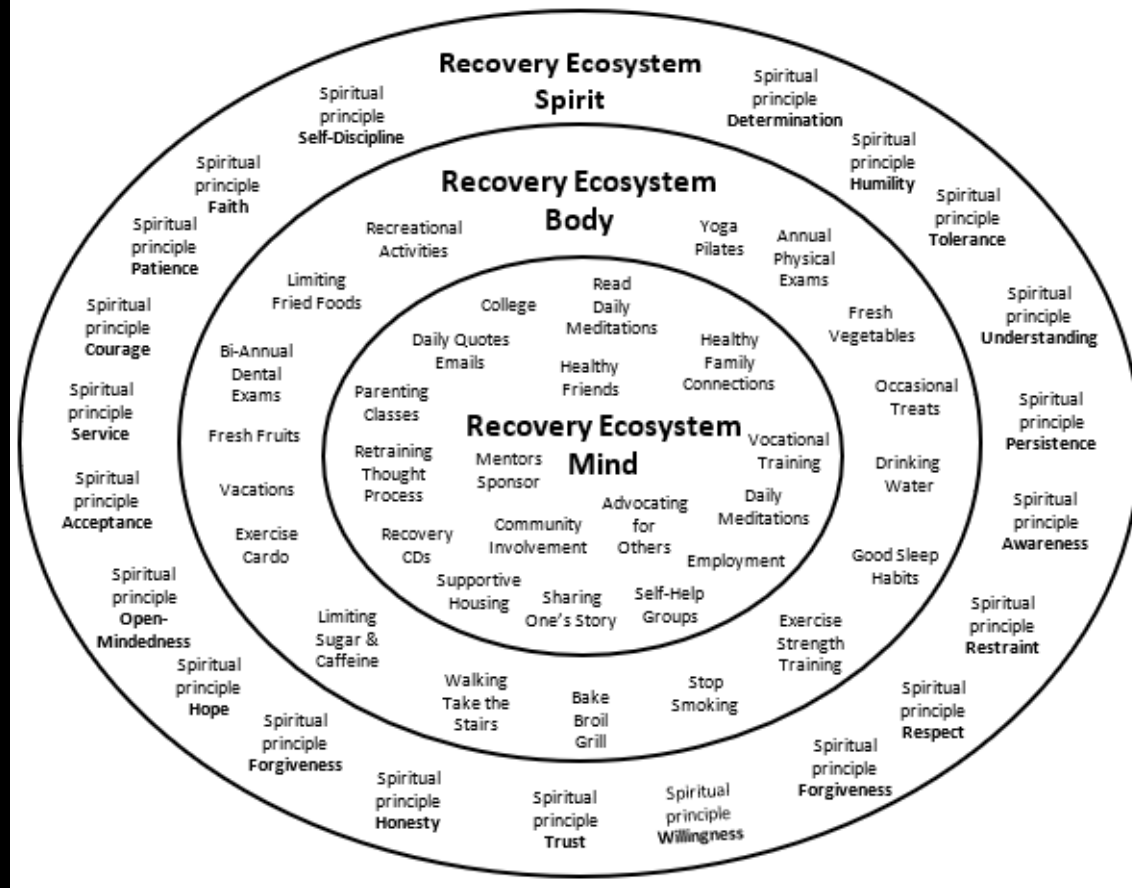 Recovery Ecosystem
Spirit
Spiritual
principle
Self-Discipline
Spiritual
principle
Determination
Spiritual
principle
Faith
Spiritual
principle
Humility
Spiritual
principle
Patience
Spiritual
principle
Tolerance
Spiritual
principle
Courage
Spiritual
principle
Understanding
Spiritual
principle
Service
Spiritual
principle
Persistence
Spiritual
principle
Acceptance
Spiritual
principle
Awareness
Spiritual
principle
Open-
Mindedness
Spiritual
principle
Restraint
Spiritual
principle
Hope
Spiritual
principle
Respect
Spiritual
principle
Forgiveness
Spiritual
principle
Forgiveness
Spiritual
principle
Honesty
Spiritual
principle
Trust
Spiritual
principle
Willingness
Recovery Ecosystem
Body
Recreational
Activities
Yoga
Pilates
Annual
Physical
Exams
Limiting
Fried Foods
Fresh
Vegetables
Bi-Annual
Dental
Exams
Occasional
Treats
Fresh Fruits
Drinking
Water
Vacations
Exercise
Cardo
Good Sleep
Habits
Limiting
Sugar &
Caffeine
Exercise
Strength
Training
Walking
Take the
Stairs
Bake
Broil
Grill
Stop
Smoking
College
Read
Daily
Meditations
Daily Quotes
Emails
Healthy
Friends
Healthy
Family
Connections
Parenting
Classes
Recovery Ecosystem
Mind
Vocational
Training
Retraining
Thought
Process
Mentors
Sponsor
Advocating
for
Others
Daily
Meditations
Recovery
CDs
Community
Involvement
Employment
Supportive
Housing
Sharing
One's Story
Self-Help
Groups